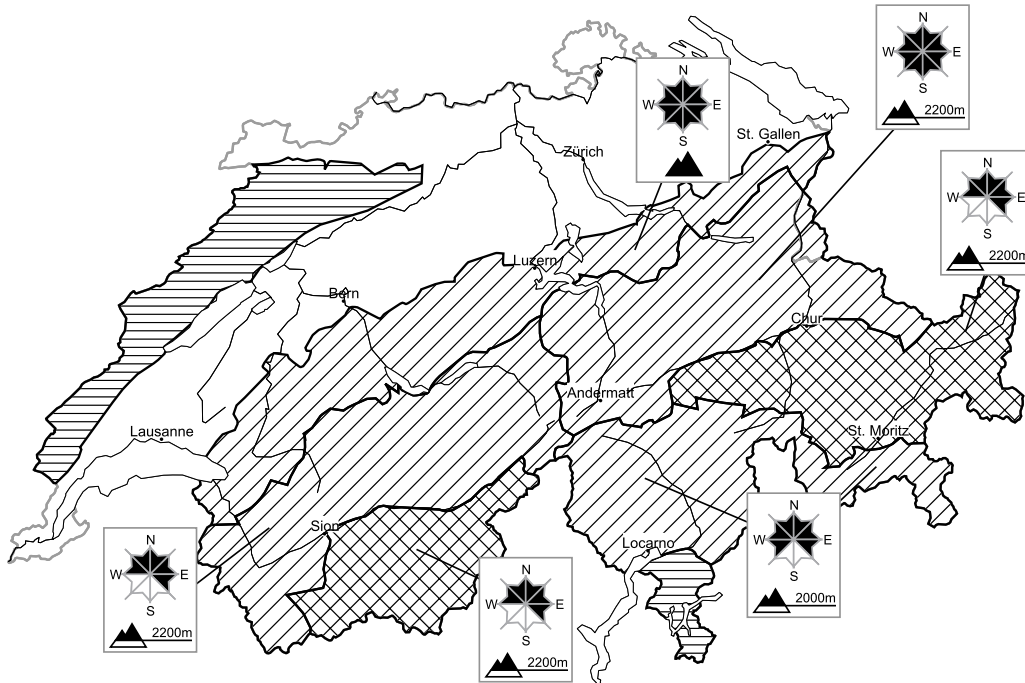 N
W E
S
2200m
N
W E
S
St. Gallen
Zürich
N
W E
S
2200m
Luzern
Bern
Chur
Andermatt
Lausanne
St. Moritz
N
W E
S
2000m
Sion
Locarno
N
W E
S
2200m
N
W E
S
2200m